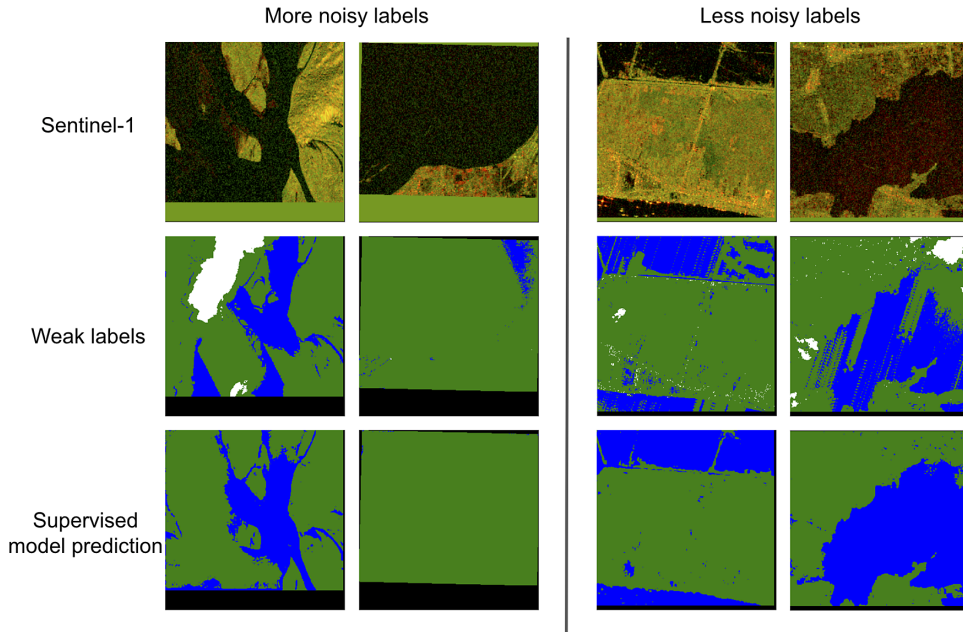 More noisy labels
Less noisy labels
Sentinel-1
Weak labels
Supervised
model prediction